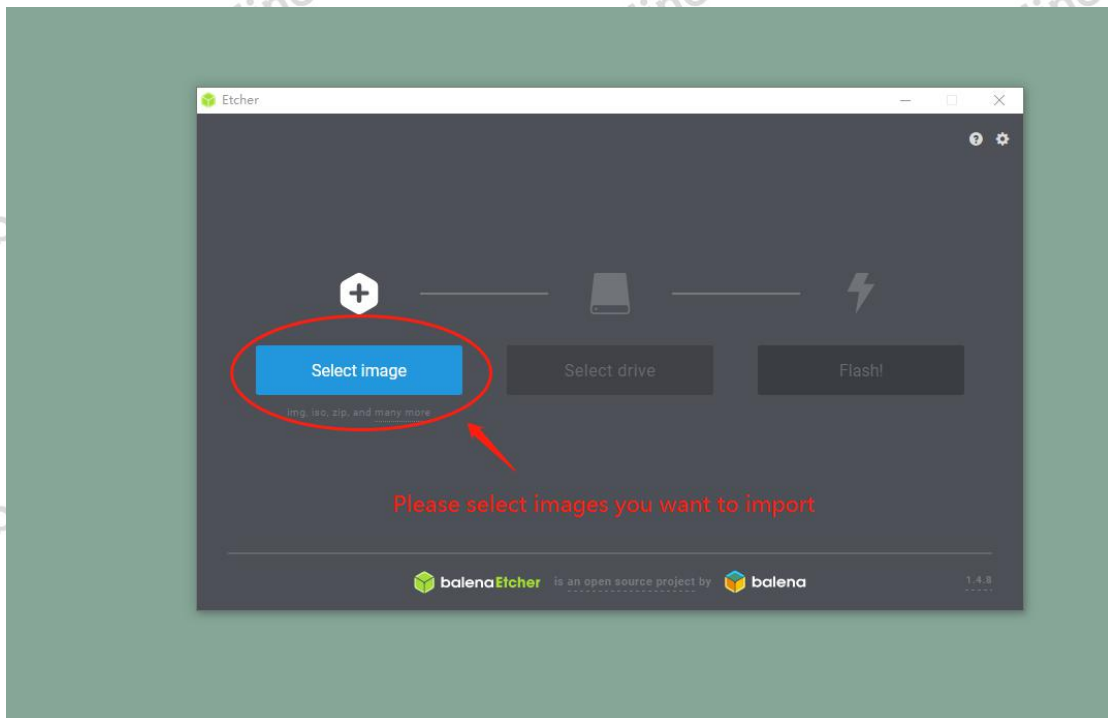 Etcher
Select image
Select drive
Flash!
img, iso, zip, and many more
Please select images you want to import
balenaEtcher is an open source project by balena
1.4.8